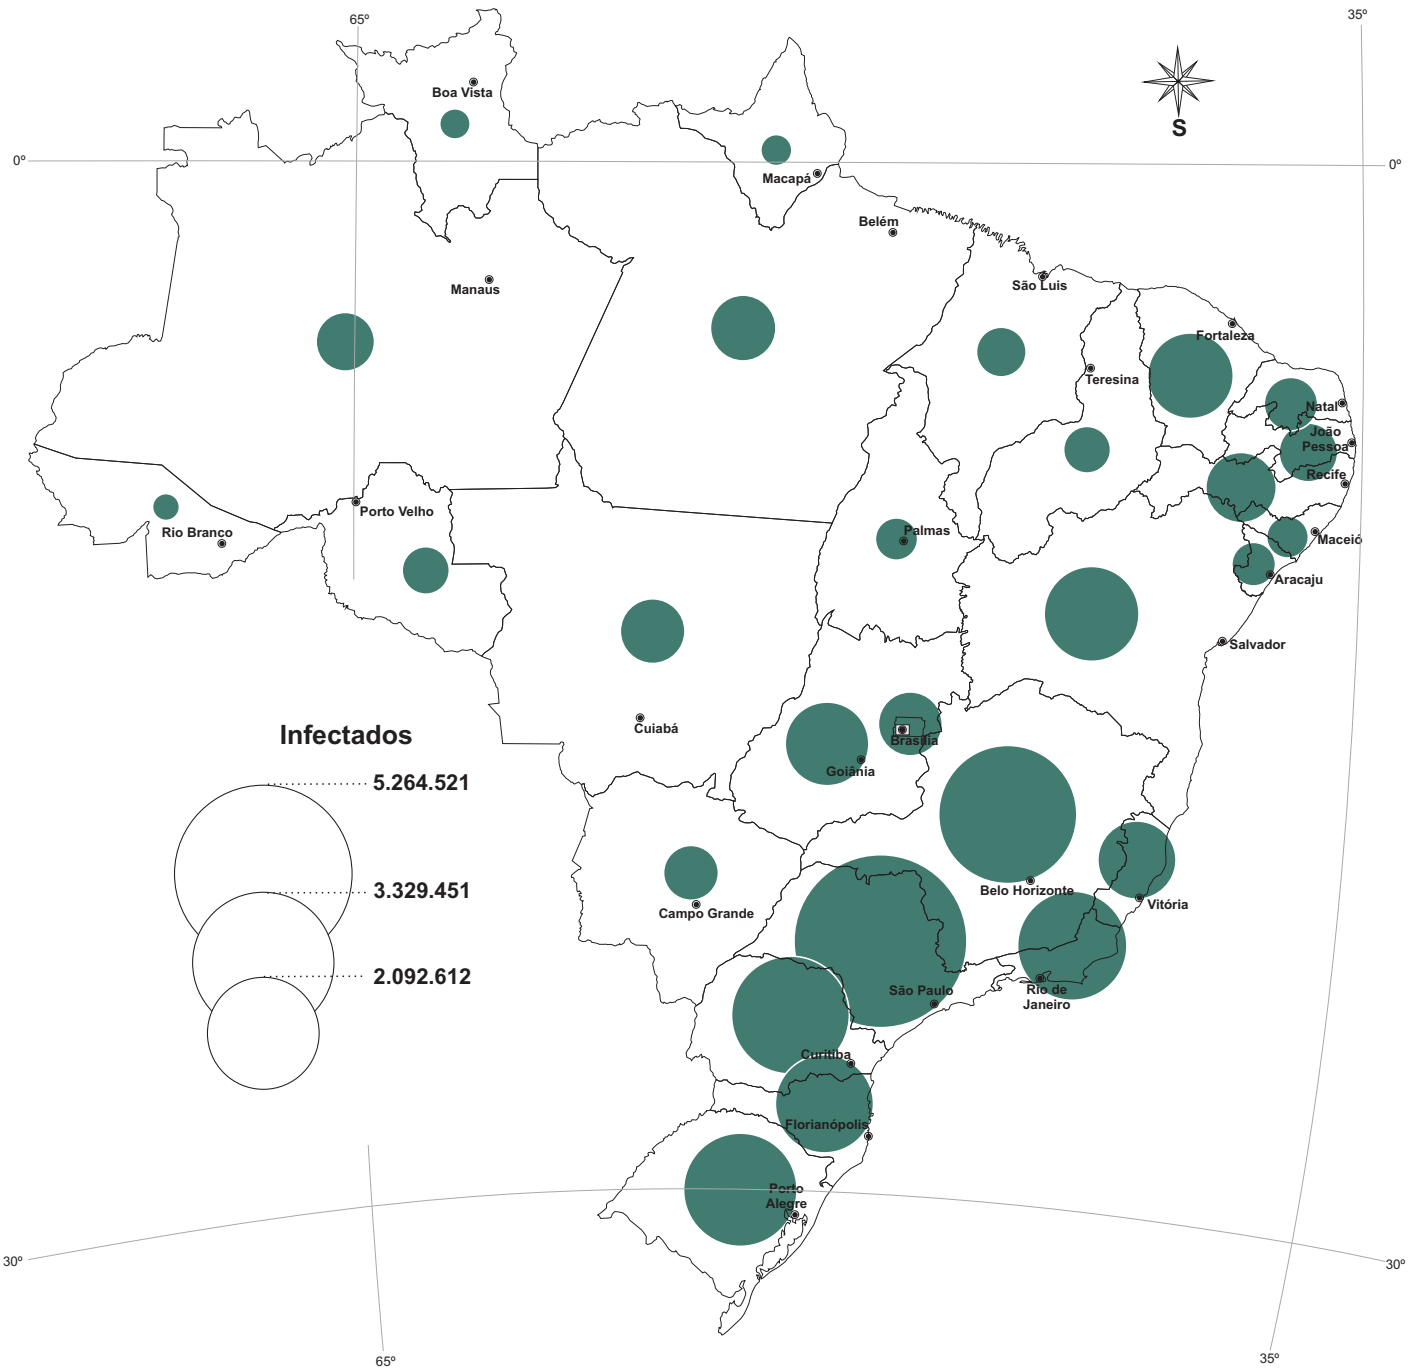 65º
35º
Boa Vista
S
0º
0º
Macapá
Belém
Manaus
São Luis
Fortaleza
Teresina
Natal
João
Pessoa
Recife
Porto Velho
Rio Branco
Palmas
Maceió
Aracaju
Salvador
Cuiabá
Brasília
Goiânia
Infectados
5.264.521
3.329.451
2.092.612
Belo Horizonte
Vitória
Campo Grande
São Paulo
Rio de
Janeiro
Curitiba
Florianópolis
Porto
Alegre
30º
30º
65º
35º